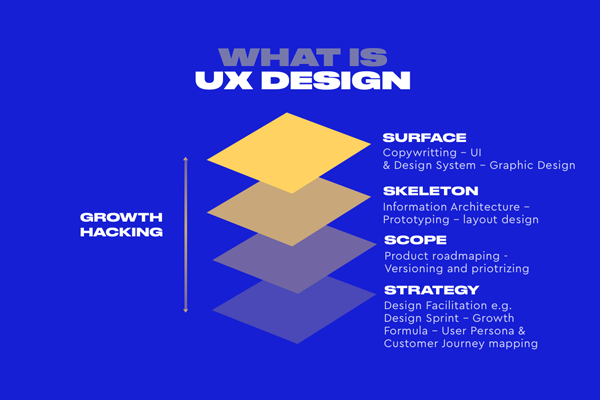 WHAT IS
UX DESIGN
SURFACE
Copywritting – UI
& Design System – Graphic Design
SKELETON
Information Architecture –
Prototyping – layout design
GROWTH
HACKING
SCOPE
Product roadmaping -
Versioning and priotrizing
STRATEGY
Design Facilitation e.g.
Design Sprint – Growth
Formula – User Persona &
Customer Journey mapping